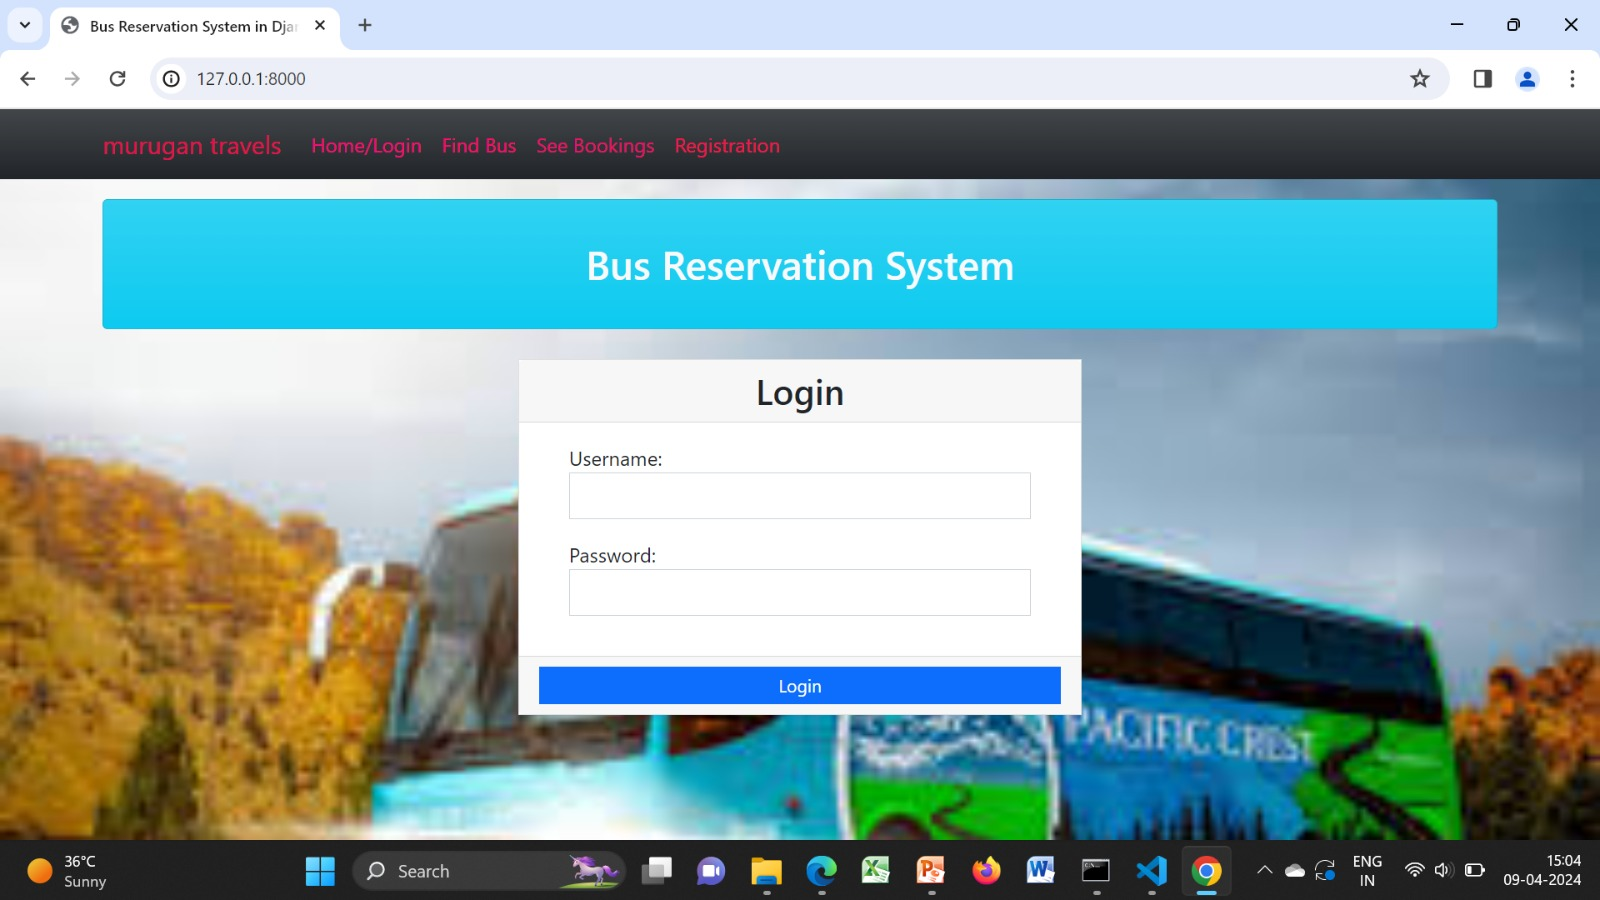 Bus Reservation System in Dja
127.0.0.1:8000
murugan travels Home/Login Find Bus See Bookings Registration
Bus Reservation System
Login
Username:
Password:
Login
PACIFIC CREST
36°C
Sunny
Search
ENG
IN
15:04
09-04-2024